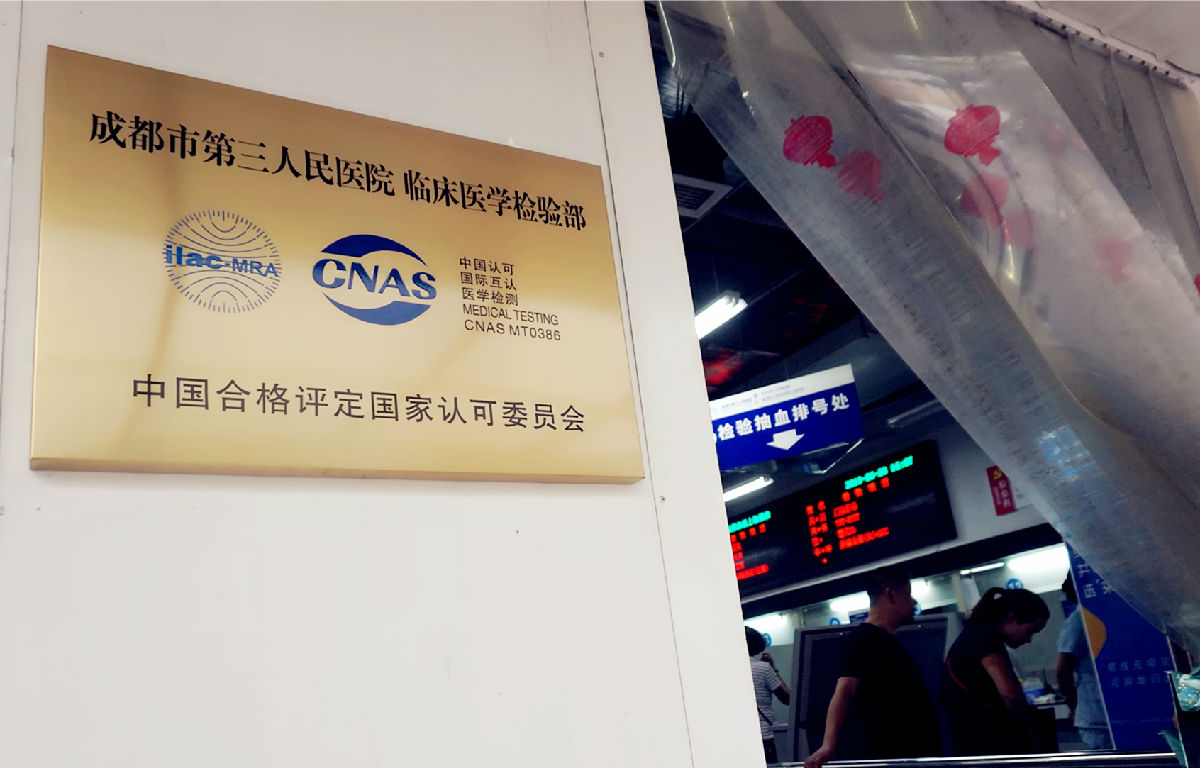 成都市第三人民医院 临床医学检验部
ilac-MRA
CNAS
中国认可
国际互认
医学检测
MEDICAL TESTING
CNAS MT0386
中国合格评定国家认可委员会
检验抽血排号处